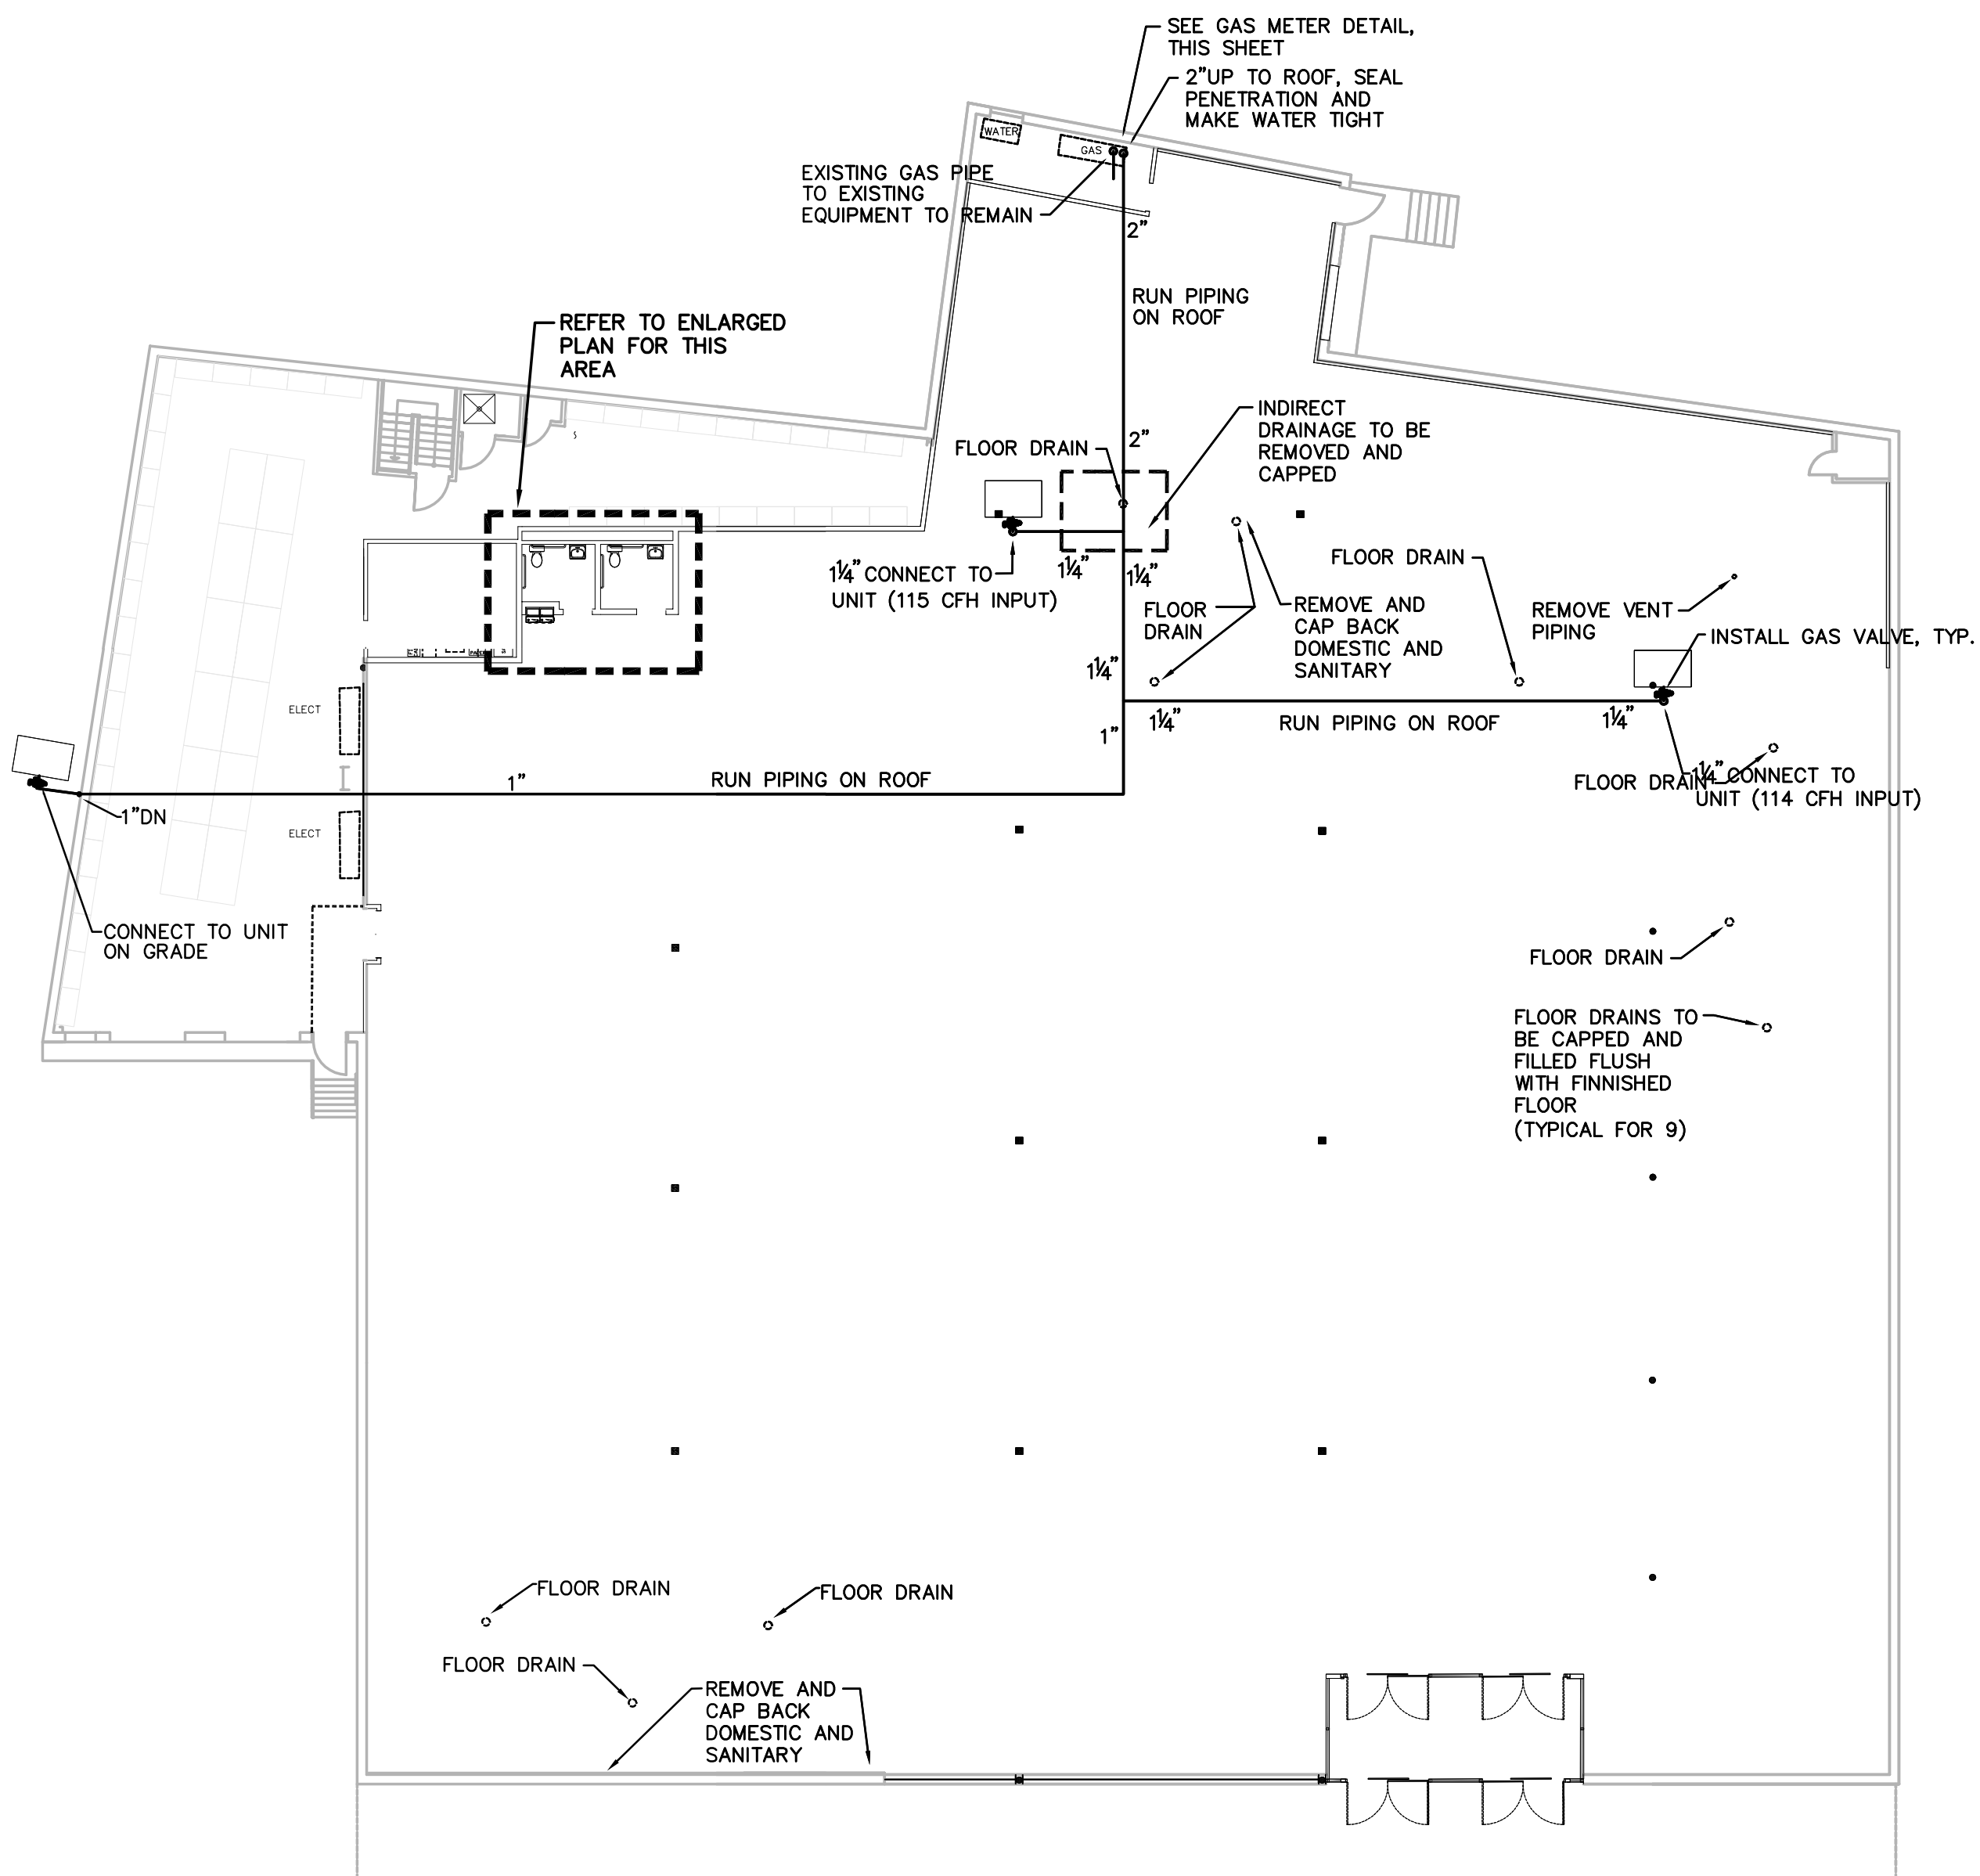 SEE GAS METER DETAIL,
THIS SHEET
2"UP TO ROOF, SEAL
PENETRATION AND
MAKE WATER TIGHT
WATER
GAS
EXISTING GAS PIPE
TO EXISTING
EQUIPMENT TO REMAIN
2"
RUN PIPING
ON ROOF
REFER TO ENLARGED
PLAN FOR THIS
AREA
INDIRECT
DRAINAGE TO BE
REMOVED AND
CAPPED
2"
FLOOR DRAIN
S
1¼" CONNECT TO
UNIT (115 CFH INPUT)
1¼"
1¼"
FLOOR DRAIN
FLOOR
DRAIN
REMOVE AND
CAP BACK
DOMESTIC AND
SANITARY
REMOVE VENT
PIPING
INSTALL GAS VALVE, TYP.
1¼"
1¼"
RUN PIPING ON ROOF
1¼"
1"
ELECT
1"
RUN PIPING ON ROOF
FLOOR DRAIN
1¼" CONNECT TO
UNIT (114 CFH INPUT)
1"DN
ELECT
CONNECT TO UNIT
ON GRADE
FLOOR DRAIN
FLOOR DRAINS TO
BE CAPPED AND
FILLED FLUSH
WITH FINNISHED
FLOOR
(TYPICAL FOR 9)
FLOOR DRAIN
FLOOR DRAIN
FLOOR DRAIN
REMOVE AND
CAP BACK
DOMESTIC AND
SANITARY